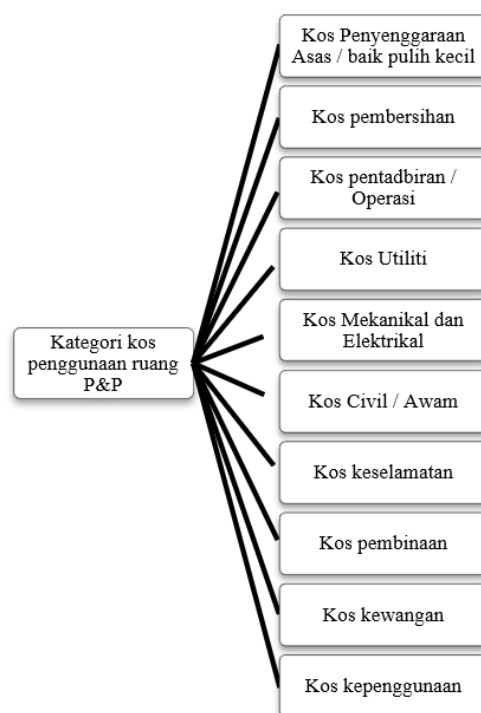 Kos Penyenggaraan
Asas / baik pulih kecil
Kos pembersihan
Kos pentadbiran /
Operasi
Kos Utiliti
Kategori kos
penggunaan ruang
P&P
Kos Mekanikal dan
Elektrikal
Kos Civil / Awam
Kos keselamatan
Kos pembinaan
Kos kewangan
Kos kepenggunaan